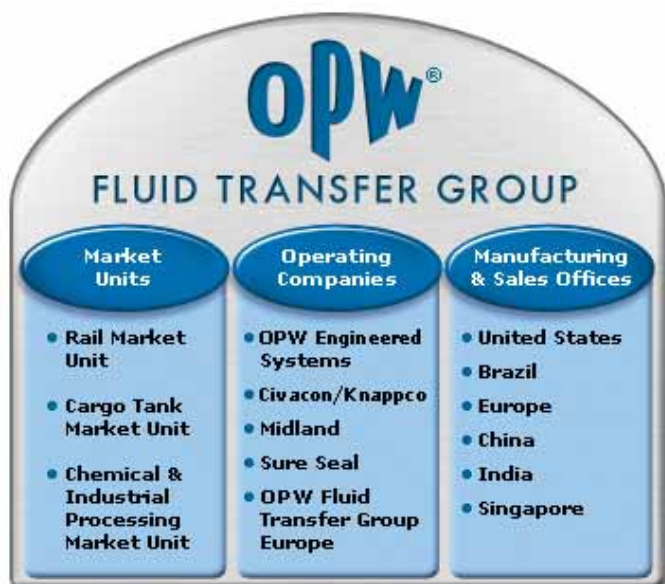 OPW®
FLUID TRANSFER GROUP
Market
Units
• Rail Market
Unit
• Cargo Tank
Market Unit
• Chemical &
Industrial
Processing
Market Unit
Operating
Companies
• OPW Engineered
Systems
• Civacon/Knappco
• Midland
• Sure Seal
• OPW Fluid
Transfer Group
Europe
Manufacturing
& Sales Offices
• United States
• Brazil
• Europe
• China
• India
• Singapore